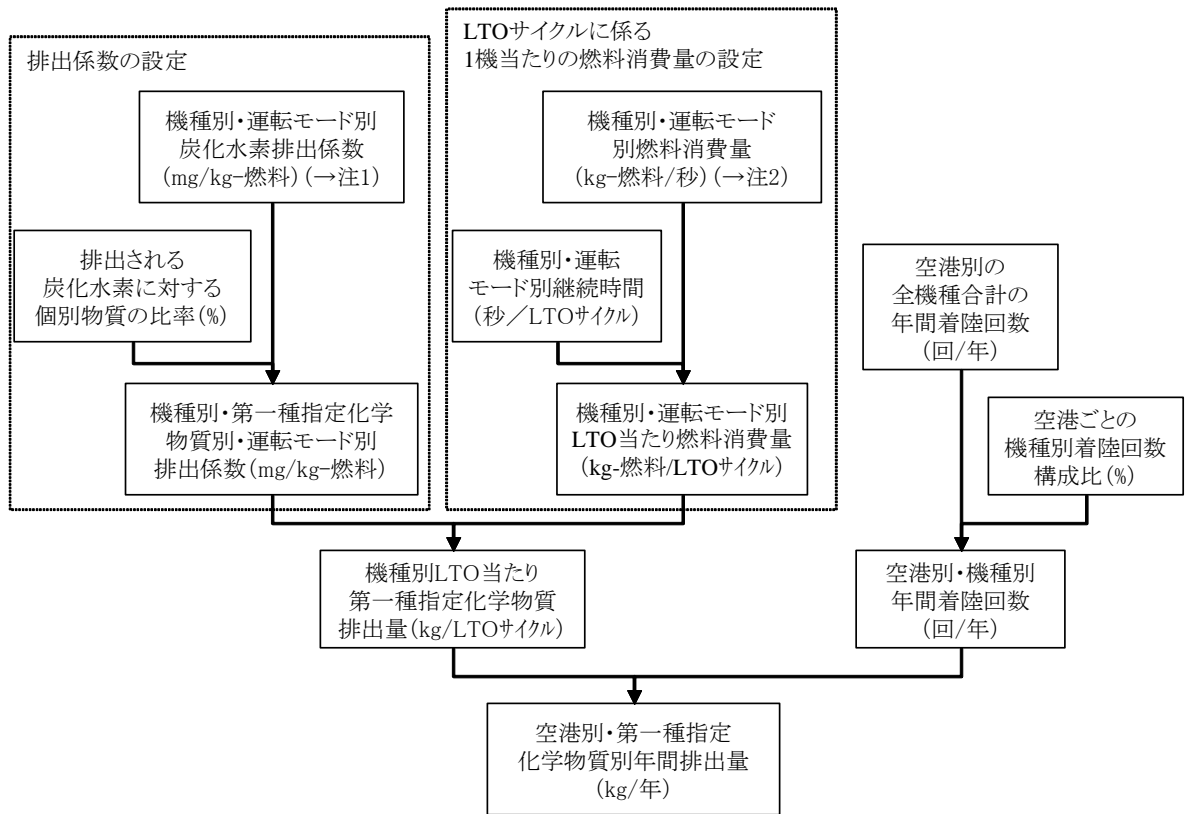 排出係数の設定
機種別・運転モード別
炭化水素排出係数
(mg/kg-燃料)(→注1)
排出される
炭化水素に対する
個別物質の比率(%)
機種別・第一種指定化学
物質別・運転モード別
排出係数(mg/kg-燃料)
LTOサイクルに係る
1機当たりの燃料消費量の設定
機種別・運転モード
別燃料消費量
(kg-燃料/秒)(→注2)
機種別・運転
モード別継続時間
(秒／LTOサイクル)
機種別・運転モード別
LTO当たり燃料消費量
(kg-燃料/LTOサイクル)
空港別の
全機種合計の
年間着陸回数
(回/年)
空港ごとの
機種別着陸回数
構成比(%)
機種別LTO当たり
第一種指定化学物質
排出量(kg/LTOサイクル)
空港別・機種別
年間着陸回数
(回/年)
空港別・第一種指定
化学物質別年間排出量
(kg/年)